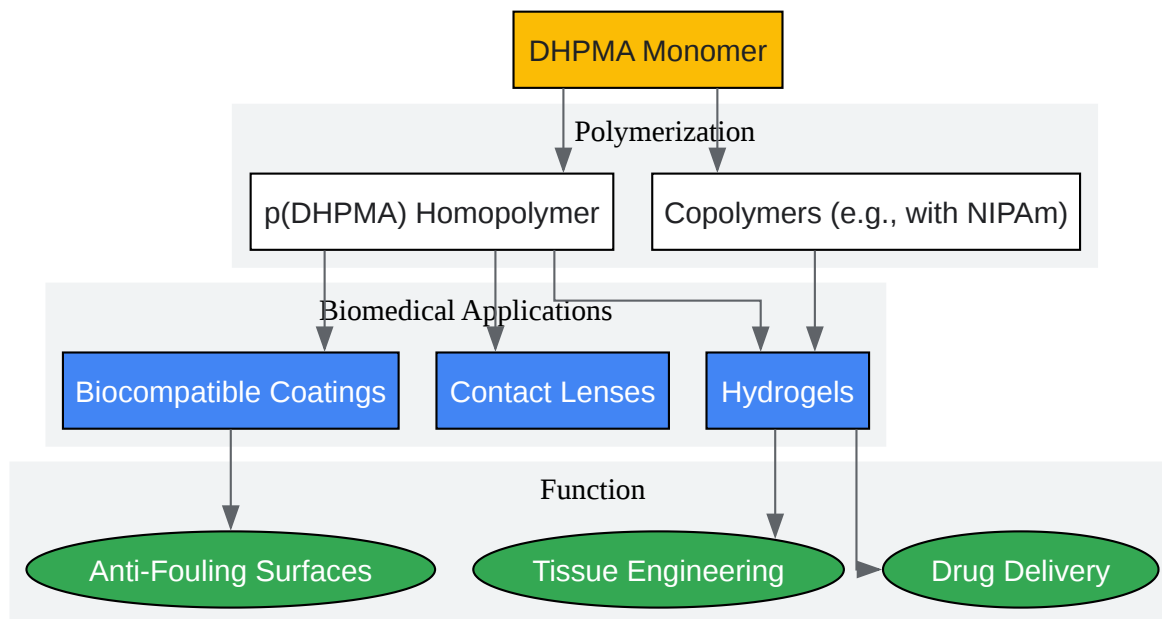 DHPMA Monomer
Polymerization
p(DHPMA) Homopolymer
Copolymers (e.g., with NIPAm)
Biomedical Applications
Biocompatible Coatings
Contact Lenses
Hydrogels
Function
Anti-Fouling Surfaces
Tissue Engineering
Drug Delivery